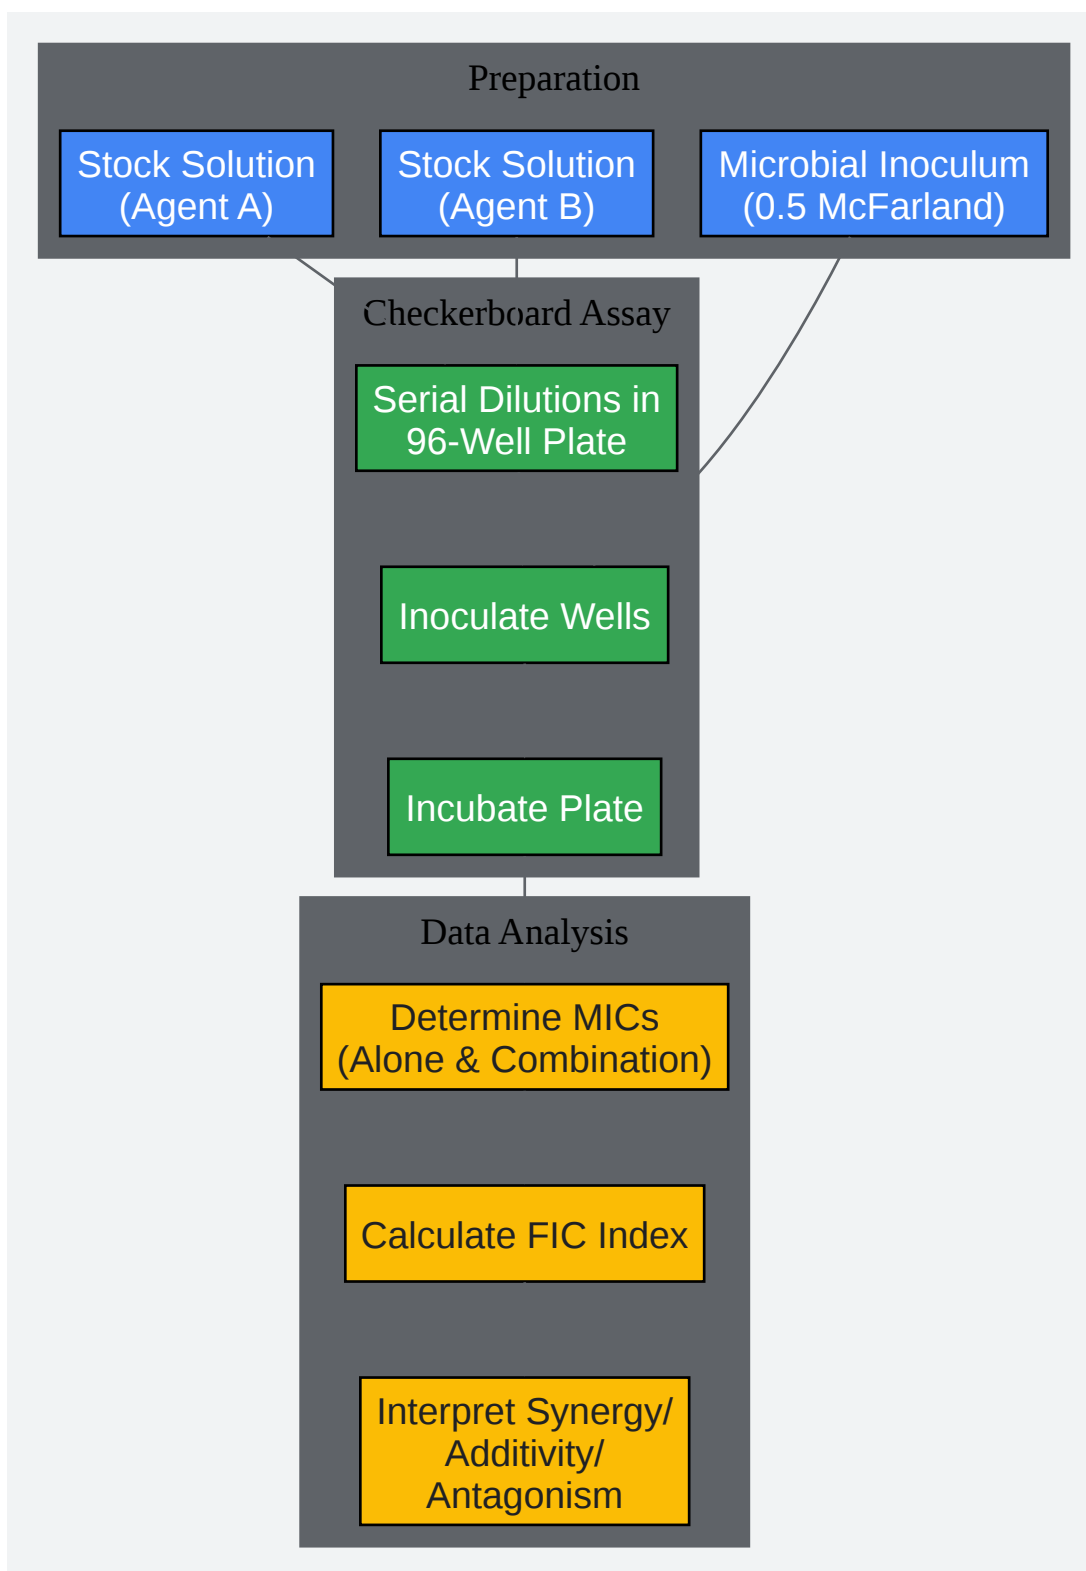 Preparation
Stock Solution
(Agent A)
Stock Solution
(Agent B)
Microbial Inoculum
(0.5 McFarland)
Checkerboard Assay
Serial Dilutions in
96-Well Plate
Inoculate Wells
Incubate Plate
Data Analysis
Determine MICs
(Alone & Combination)
Calculate FIC Index
Interpret Synergy/
Additivity/
Antagonism